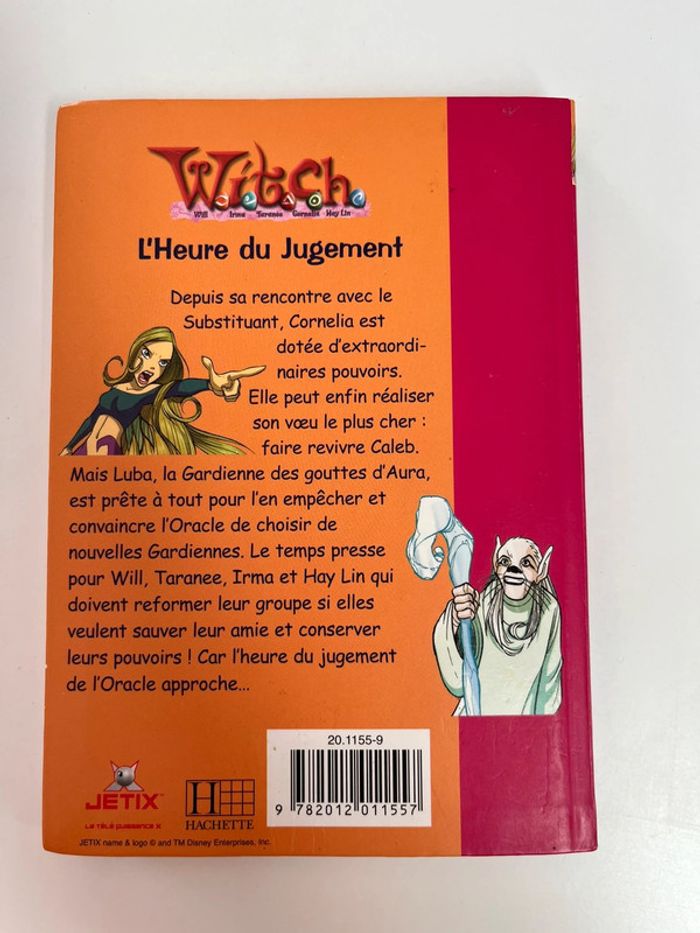 W.i.t.c.h.
Will Irma Taranee Cornelia Hay Lin
L'Heure du Jugement
Depuis sa rencontre avec le
Substituant, Cornelia est
dotée d'extraordi-
naires pouvoirs.
Elle peut enfin réaliser
son vœu le plus cher :
faire revivre Caleb.
Mais Luba, la Gardienne des gouttes d'Aura,
est prête à tout pour l'en empêcher et
convaincre l'Oracle de choisir de
nouvelles Gardiennes. Le temps presse
pour Will, Taranee, Irma et Hay Lin qui
doivent reformer leur groupe si elles
veulent sauver leur amie et conserver
leurs pouvoirs ! Car l'heure du jugement
de l'Oracle approche...
20.1155-9
9 782012 011557
JETIX
La télé puissance X
H
HACHETTE
JETIX name & logo © and TM Disney Enterprises, Inc.